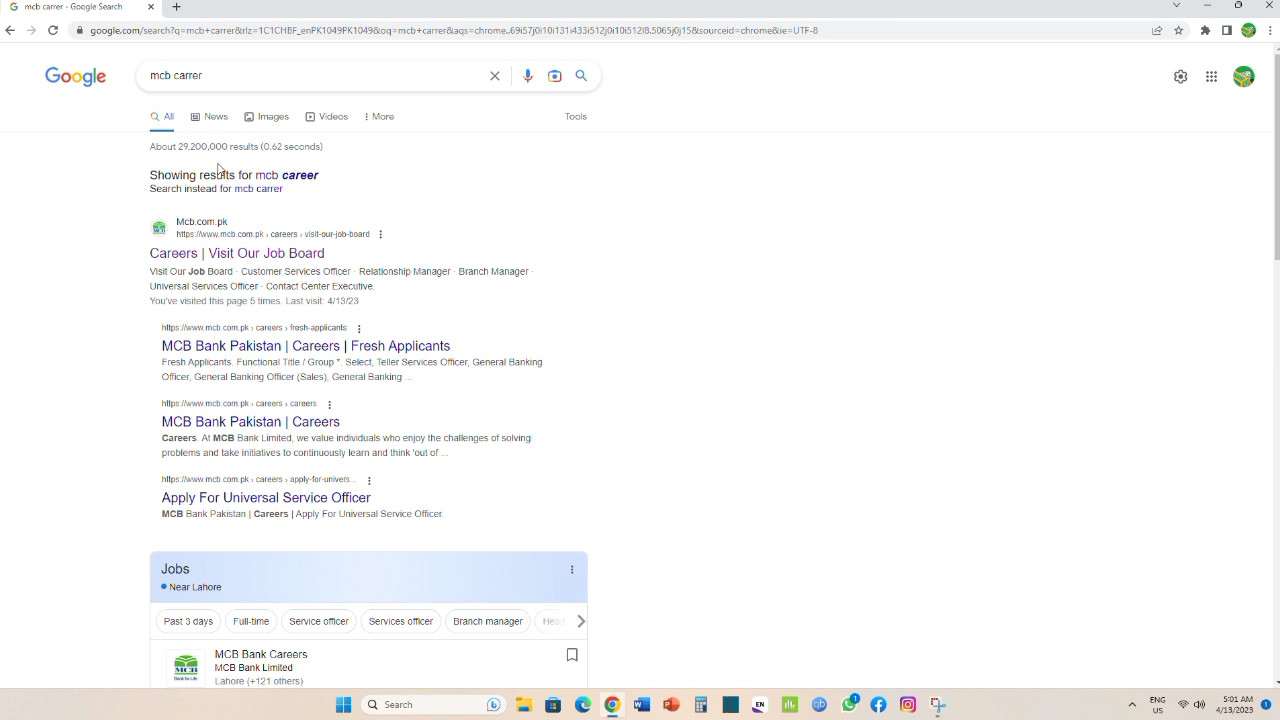 mcb carrer - Google Search
google.com/search?q=mcb+carrer&rlz=1C1CHBF_enPK1049PK1049&oq=mcb+carrer&aqs=chrome..69i57j0i10i131i433i512j0i10i512l8.5065j0j15&sourceid=chrome&ie=UTF-8
Google
mcb carrer
All
News
Images
Videos
More
Tools
About 29,200,000 results (0.62 seconds)
Showing results for mcb career
Search instead for mcb carrer
Mcb.com.pk
https://www.mcb.com.pk › careers › visit-our-job-board
Careers | Visit Our Job Board
Visit Our Job Board · Customer Services Officer · Relationship Manager · Branch Manager ·
Universal Services Officer · Contact Center Executive.
You've visited this page 5 times. Last visit: 4/13/23
https://www.mcb.com.pk › careers › fresh-applicants
MCB Bank Pakistan | Careers | Fresh Applicants
Fresh Applicants. Functional Title / Group *. Select, Teller Services Officer, General Banking
Officer, General Banking Officer (Sales), General Banking ...
https://www.mcb.com.pk › careers › careers
MCB Bank Pakistan | Careers
Careers. At MCB Bank Limited, we value individuals who enjoy the challenges of solving
problems and take initiatives to continuously learn and think 'out of ...
https://www.mcb.com.pk › careers › apply-for-univers...
Apply For Universal Service Officer
MCB Bank Pakistan | Careers | Apply For Universal Service Officer.
Jobs
Near Lahore
Past 3 days
Full-time
Service officer
Services officer
Branch manager
Head
MCB Bank Careers
MCB Bank Limited
Lahore (+121 others)
MCB
Bank for Life
Search
EN
qb
1
ENG
US
5:01 AM
4/13/2023
1